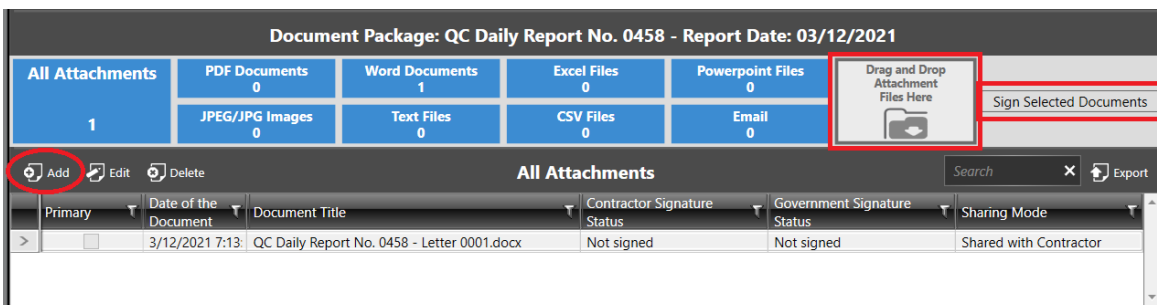 Document Package: QC Daily Report No. 0458 - Report Date: 03/12/2021
All Attachments
1
PDF Documents
0
Word Documents
1
Excel Files
0
Powerpoint Files
0
JPEG/JPG Images
0
Text Files
0
CSV Files
0
Email
0
Drag and Drop
Attachment
Files Here
Sign Selected Documents
Add Edit Delete
All Attachments
Search
Export
Primary
Date of the
Document
Document Title
Contractor Signature
Status
Government Signature
Status
Sharing Mode
3/12/2021 7:13: QC Daily Report No. 0458 - Letter 0001.docx Not signed Not signed Shared with Contractor